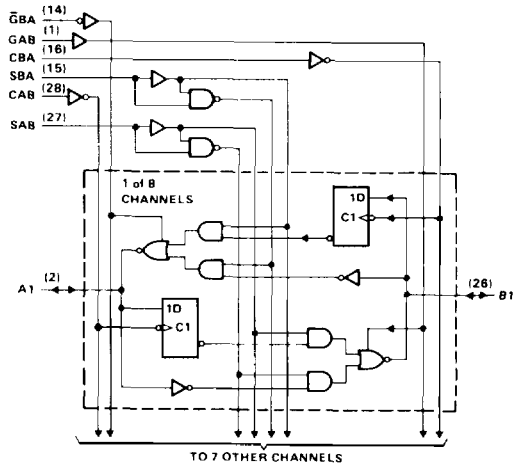 G̅BA (14)
GAB (1)
CBA (16)
SBA (15)
CAB (28)
SAB (27)
1 of 8
CHANNELS
1D
C1
A1 (2)
(26) B1
1D
C1
TO 7 OTHER CHANNELS